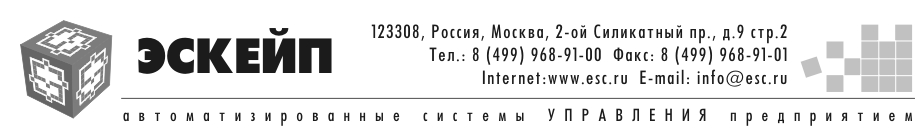 ЭСКЕЙП
123308, Россия, Москва, 2-ой Силикатный пр., д.9 стр.2
Тел.: 8 (499) 968-91-00 Факс: 8 (499) 968-91-01
Internet:www.esc.ru E-mail: info@esc.ru
автоматизированные системы УПРАВЛЕНИЯ предприятием